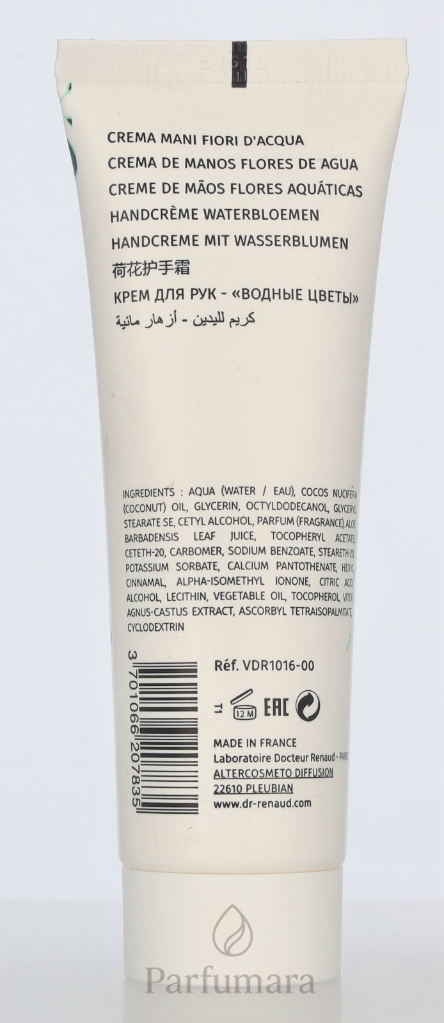 CREMA MANI FIORI D'ACQUA
CREMA DE MANOS FLORES DE AGUA
CREME DE MÃOS FLORES AQUÁTICAS
HANDCRÈME WATERBLOEMEN
HANDCREME MIT WASSERBLUMEN
荷花护手霜
КРЕМ ДЛЯ РУК - «ВОДНЫЕ ЦВЕТЫ»
كريم لليدين - أزهار مائية
INGREDIENTS : AQUA (WATER / EAU), COCOS NUCIFERA
(COCONUT) OIL, GLYCERIN, OCTYLDODECANOL, GLYCERYL
STEARATE SE, CETYL ALCOHOL, PARFUM (FRAGRANCE), ALOE
BARBADENSIS LEAF JUICE, TOCOPHERYL ACETATE,
CETETH-20, CARBOMER, SODIUM BENZOATE, STEARETH-20,
POTASSIUM SORBATE, CALCIUM PANTOTHENATE, HEXYL
CINNAMAL, ALPHA-ISOMETHYL IONONE, CITRIC ACID,
ALCOHOL, LECITHIN, VEGETABLE OIL, TOCOPHEROL, VITEX
AGNUS-CASTUS EXTRACT, ASCORBYL TETRAISOPALMITATE,
CYCLODEXTRIN
3 701066 207835
Réf. VDR1016-00
T1
12 M
EAC
MADE IN FRANCE
Laboratoire Docteur Renaud -
ALTERCOSMETO DIFFUSION
22610 PLEUBIAN
www.dr-renaud.com
Parfumara